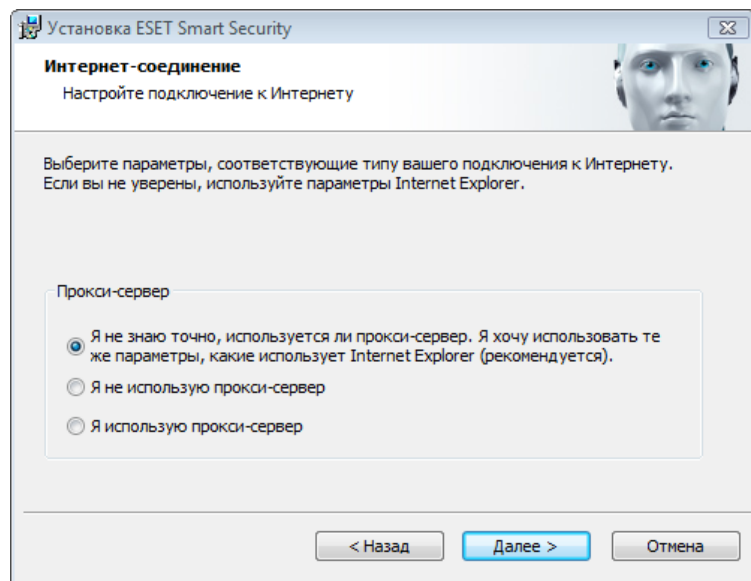 Установка ESET Smart Security
Интернет-соединение
Настройте подключение к Интернету
Выберите параметры, соответствующие типу вашего подключения к Интернету.
Если вы не уверены, используйте параметры Internet Explorer.
Прокси-сервер
Я не знаю точно, используется ли прокси-сервер. Я хочу использовать те
же параметры, какие использует Internet Explorer (рекомендуется).
Я не использую прокси-сервер
Я использую прокси-сервер
< Назад
Далее >
Отмена